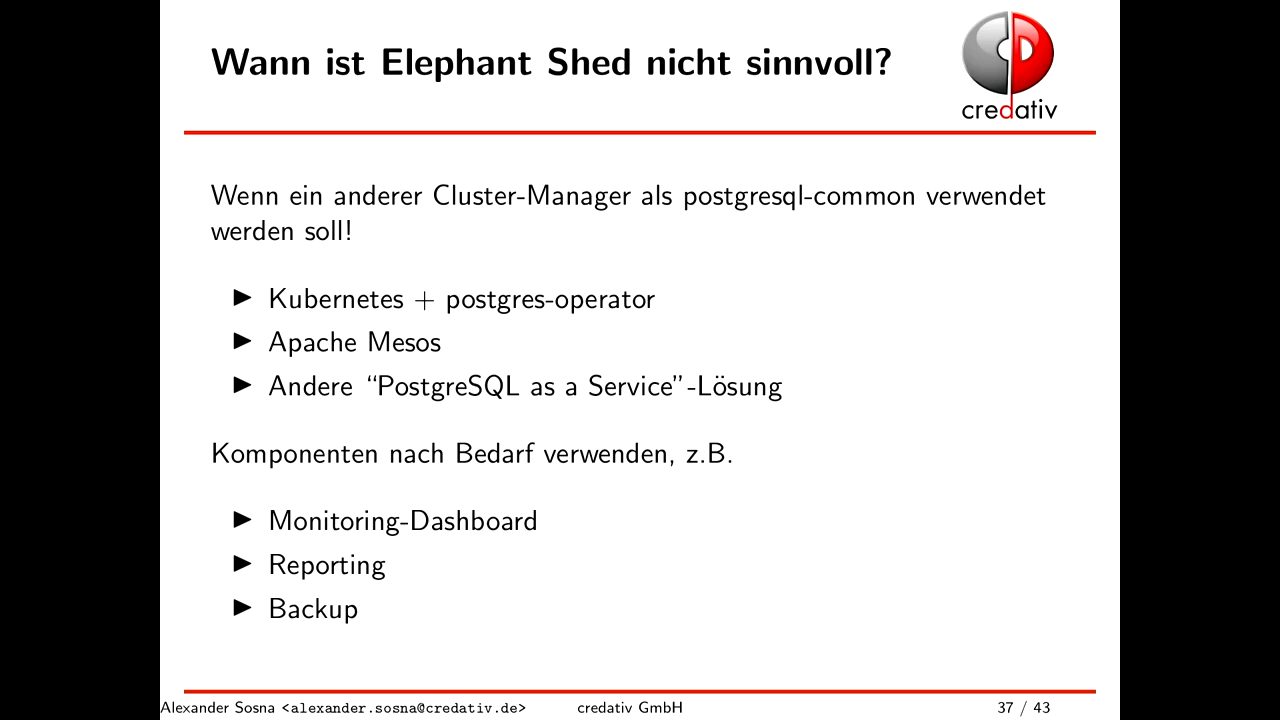 Wann ist Elephant Shed nicht sinnvoll?
credativ
Wenn ein anderer Cluster-Manager als postgresql-common verwendet
werden soll!
▶ Kubernetes + postgres-operator
▶ Apache Mesos
▶ Andere “PostgreSQL as a Service”-Lösung
Komponenten nach Bedarf verwenden, z.B.
▶ Monitoring-Dashboard
▶ Reporting
▶ Backup
Alexander Sosna <alexander.sosna@credativ.de> credativ GmbH 37 / 43